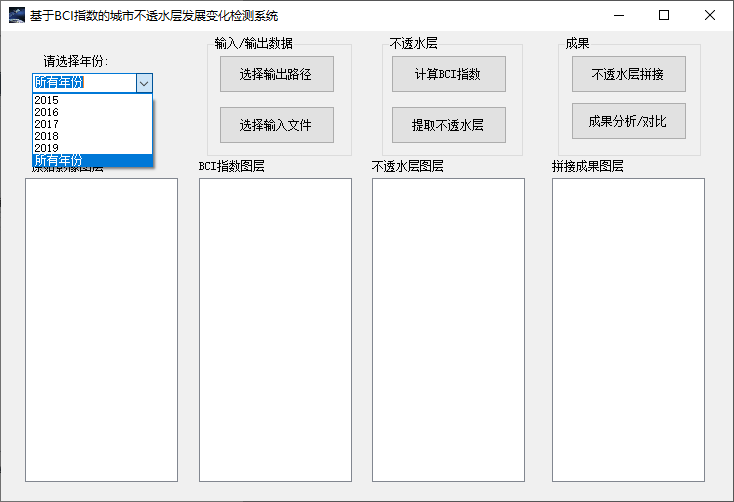 基于BCI指数的城市不透水层发展变化检测系统
请选择年份:
所有年份
2015
2016
2017
2018
2019
所有年份
输入/输出数据
选择输出路径
选择输入文件
不透水层
计算BCI指数
提取不透水层
成果
不透水层拼接
成果分析/对比
原始影像图层
BCI指数图层
不透水层图层
拼接成果图层